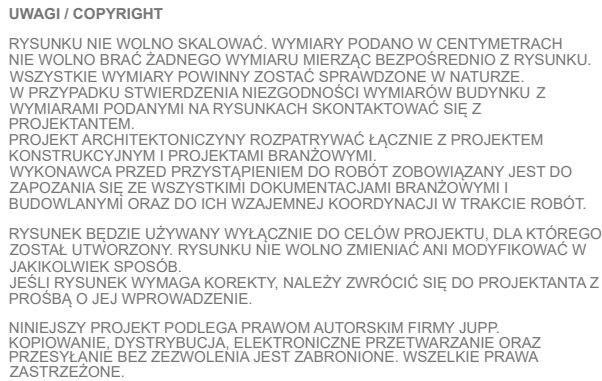 UWAGI / COPYRIGHT
RYSUNKU NIE WOLNO SKALOWAĆ. WYMIARY PODANO W CENTYMETRACH
NIE WOLNO BRAĆ ŻADNEGO WYMIARU MIERZĄC BEZPOŚREDNIO Z RYSUNKU.
WSZYSTKIE WYMIARY POWINNY ZOSTAĆ SPRAWDZONE W NATURZE.
W PRZYPADKU STWIERDZENIA NIEZGODNOŚCI WYMIARÓW BUDYNKU Z
WYMIARAMI PODANYMI NA RYSUNKACH SKONTAKTOWAĆ SIĘ Z
PROJEKTANTEM.
PROJEKT ARCHITEKTONICZYNY ROZPATRYWAĆ ŁĄCZNIE Z PROJEKTEM
KONSTRUKCYJNYM I PROJEKTAMI BRANŻOWYMI.
WYKONAWCA PRZED PRZYSTĄPIENIEM DO ROBÓT ZOBOWIĄZANY JEST DO
ZAPOZANIA SIĘ ZE WSZYSTKIMI DOKUMENTACJAMI BRANŻOWYMI I
BUDOWLANYMI ORAZ DO ICH WZAJEMNEJ KOORDYNACJI W TRAKCIE ROBÓT.
RYSUNEK BĘDZIE UŻYWANY WYŁĄCZNIE DO CELÓW PROJEKTU, DLA KTÓREGO
ZOSTAŁ UTWORZONY. RYSUNKU NIE WOLNO ZMIENIAĆ ANI MODYFIKOWAĆ W
JAKIKOLWIEK SPOSÓB.
JEŚLI RYSUNEK WYMAGA KOREKTY, NALEŻY ZWRÓCIĆ SIĘ DO PROJEKTANTA Z
PROŚBĄ O JEJ WPROWADZENIE.
NINIEJSZY PROJEKT PODLEGA PRAWOM AUTORSKIM FIRMY JUPP.
KOPIOWANIE, DYSTRYBUCJA, ELEKTRONICZNE PRZETWARZANIE ORAZ
PRZESYŁANIE BEZ ZEZWOLENIA JEST ZABRONIONE. WSZELKIE PRAWA
ZASTRZEŻONE.